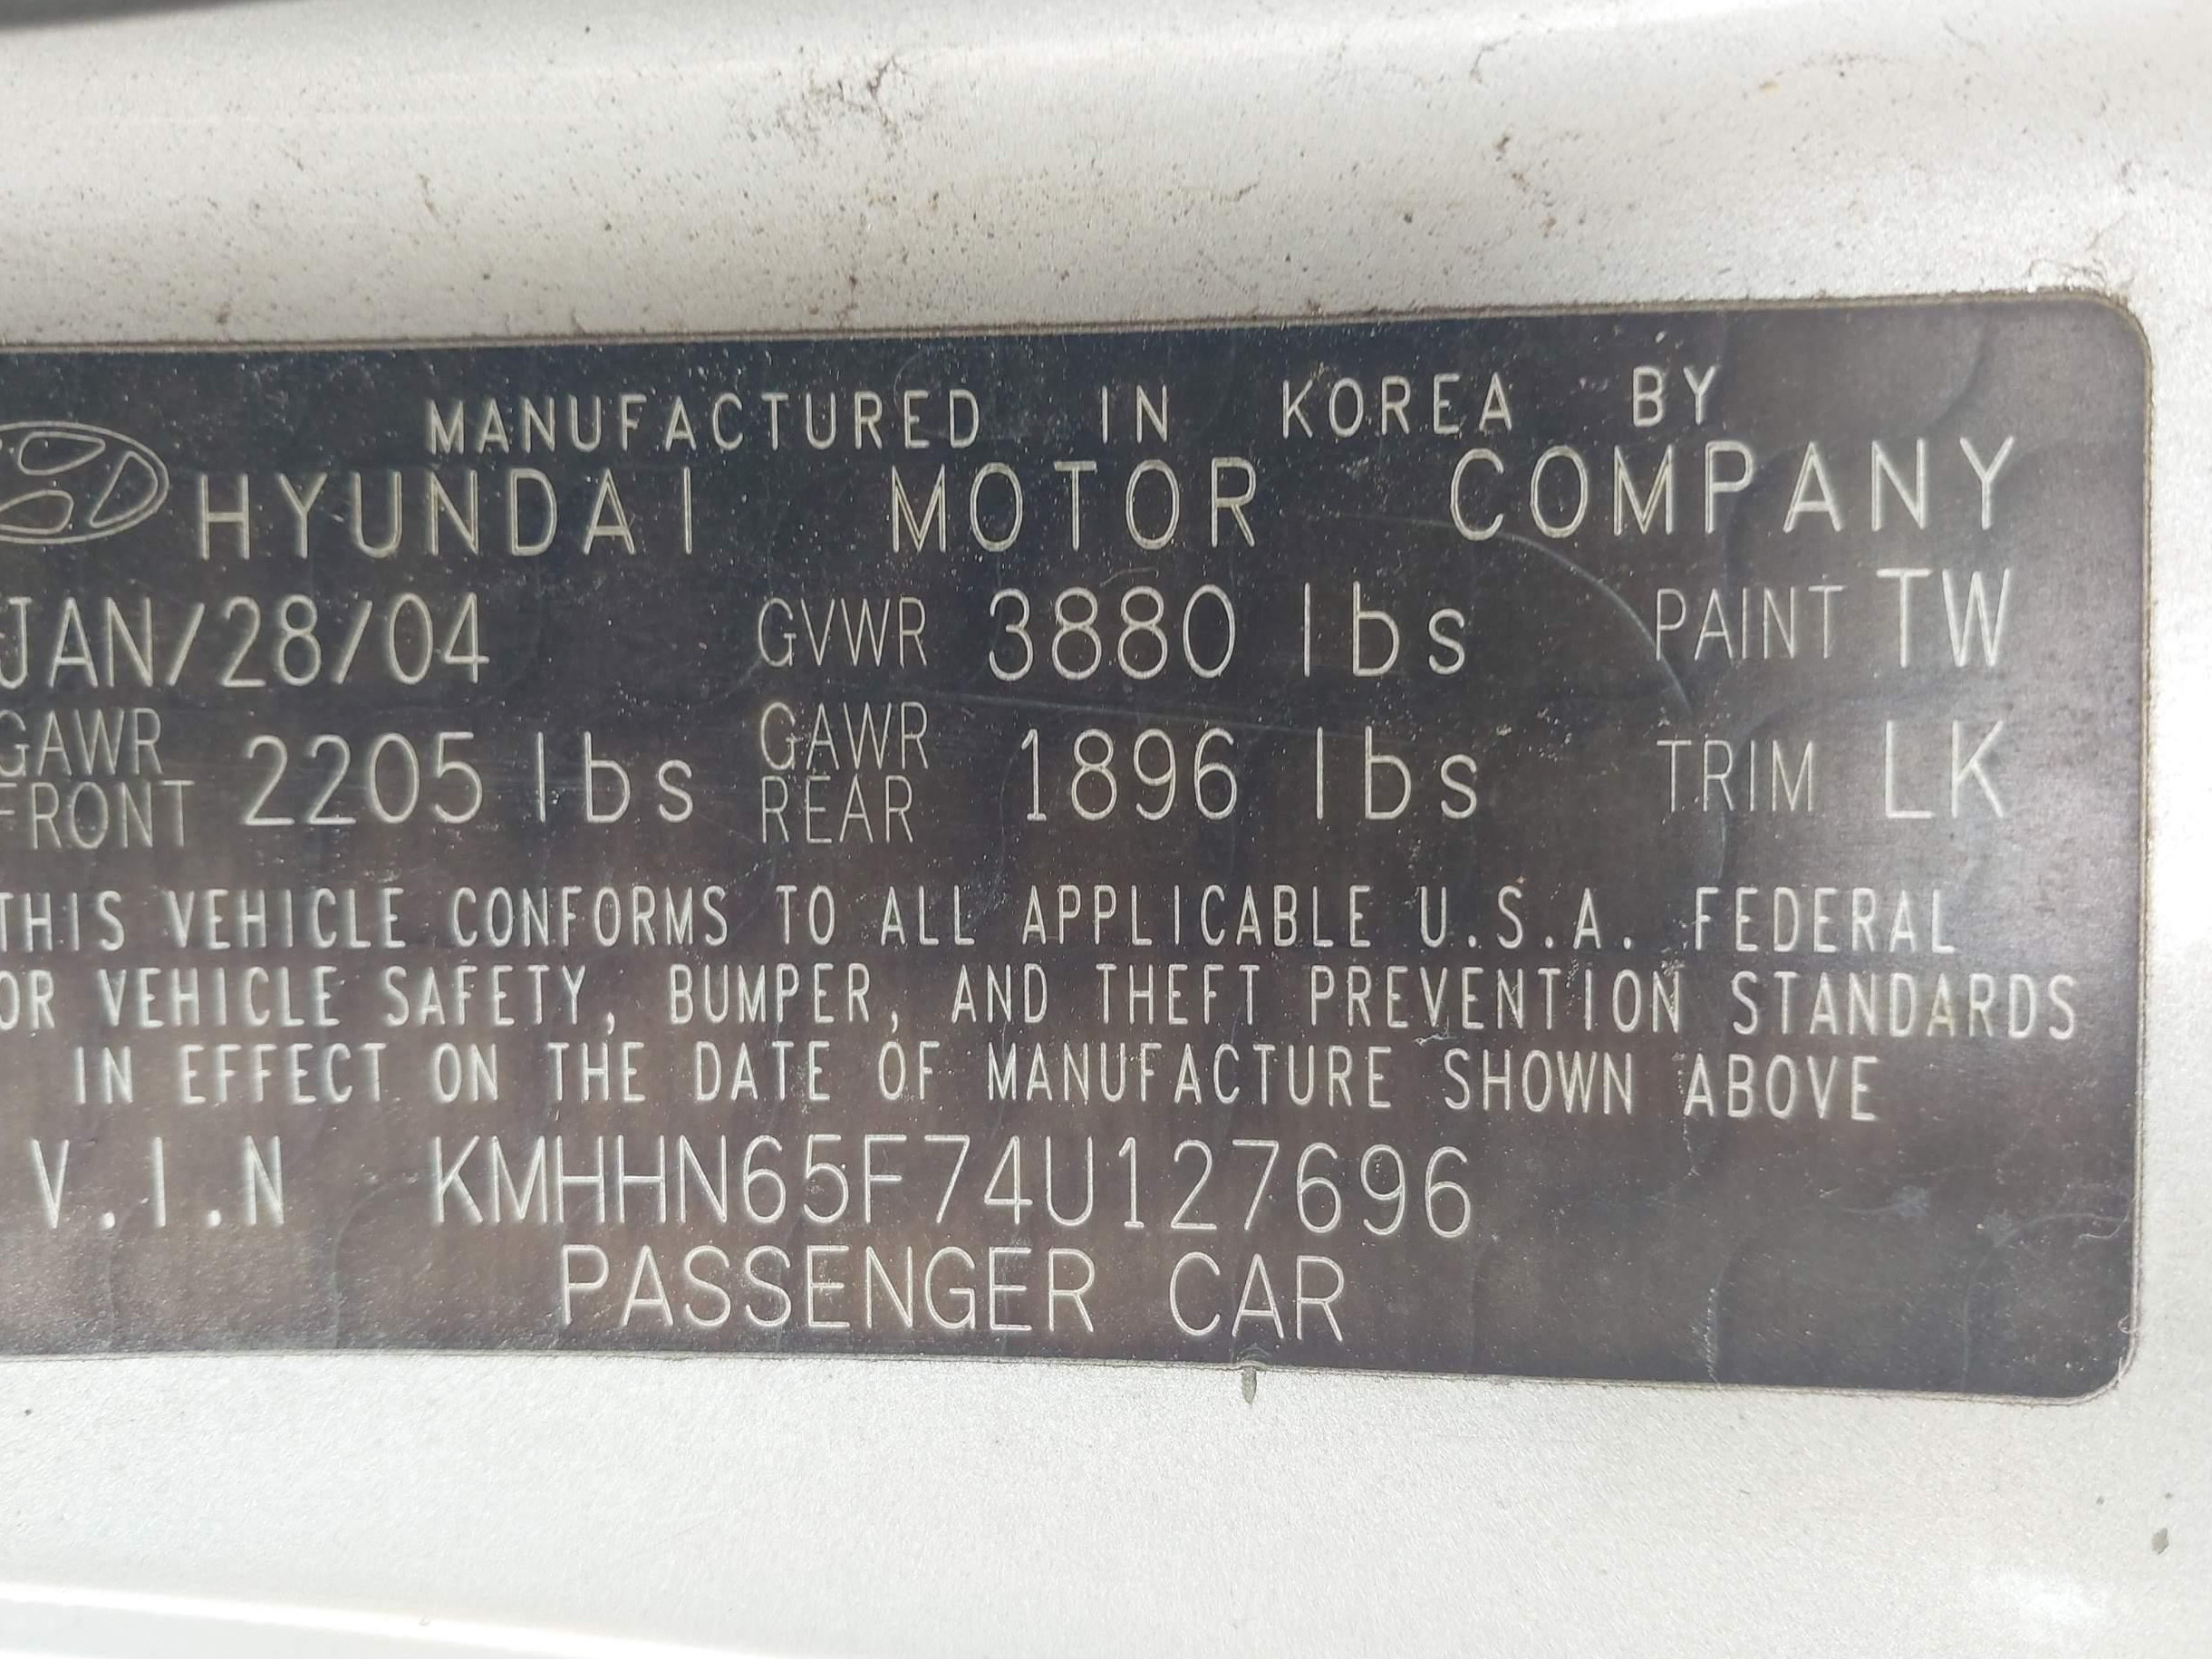 MANUFACTURED IN KOREA BY
HYUNDAI MOTOR COMPANY
JAN/28/04 GVWR 3880 lbs PAINT TW
GAWR FRONT 2205 lbs GAWR REAR 1896 lbs TRIM LK
THIS VEHICLE CONFORMS TO ALL APPLICABLE U.S.A. FEDERAL
OR VEHICLE SAFETY, BUMPER, AND THEFT PREVENTION STANDARDS
IN EFFECT ON THE DATE OF MANUFACTURE SHOWN ABOVE
V.I.N KMHHN65F74U127696
PASSENGER CAR